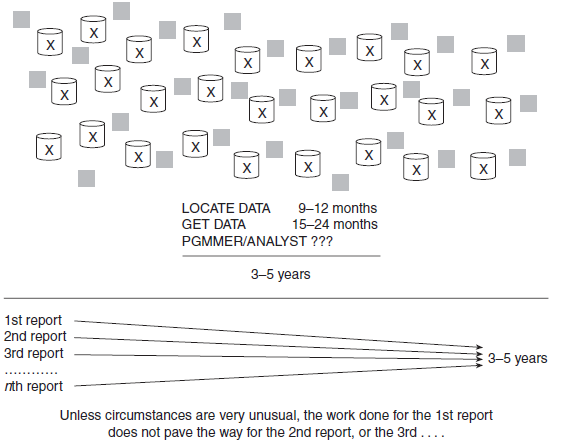 X X X X X X X X X
X X X X X X X X X
X X X X X X X X X
LOCATE DATA 9–12 months
GET DATA 15–24 months
PGMMER/ANALYST ???
3–5 years
1st report
2nd report
3rd report
............
nth report
3–5 years
Unless circumstances are very unusual, the work done for the 1st report
does not pave the way for the 2nd report, or the 3rd . . . .